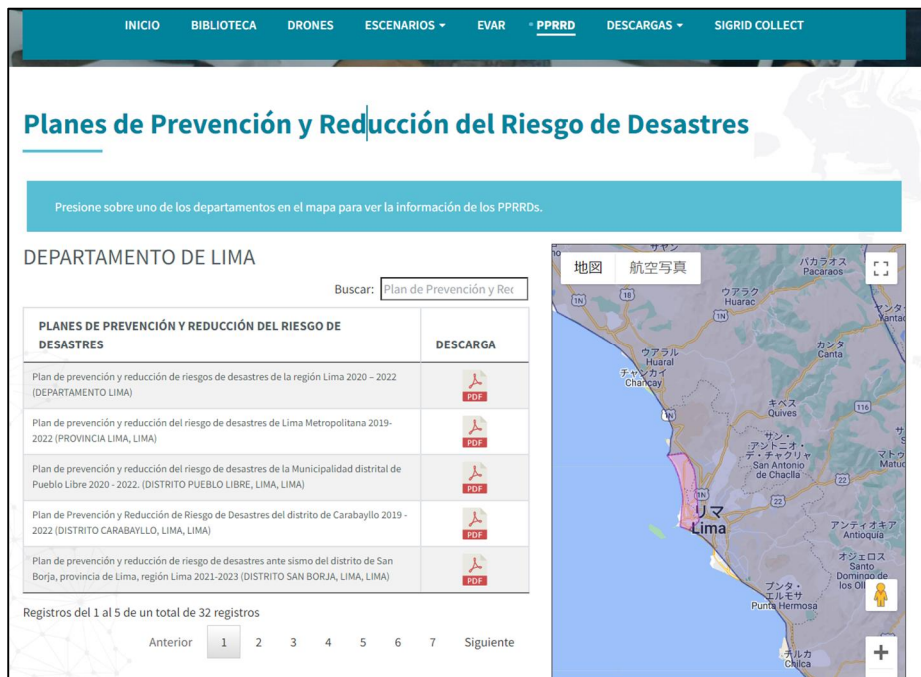 INICIO BIBLIOTECA DRONES ESCENARIOS EVAR PPRRD DESCARGAS SIGRID COLLECT
Planes de Prevención y Reducción del Riesgo de Desastres
Presione sobre uno de los departamentos en el mapa para ver la información de los PPRRDs.
DEPARTAMENTO DE LIMA
Buscar: Plan de Prevención y Rec
PLANES DE PREVENCIÓN Y REDUCCIÓN DEL RIESGO DE
DESASTRES
DESCARGA
Plan de prevención y reducción de riesgos de desastres de la región Lima 2020 – 2022
(DEPARTAMENTO LIMA)
PDF
Plan de prevención y reducción del riesgo de desastres de Lima Metropolitana 2019-
2022 (PROVINCIA LIMA, LIMA)
PDF
Plan de prevención y reducción del riesgo de desastres de la Municipalidad distrital de
Pueblo Libre 2020 - 2022. (DISTRITO PUEBLO LIBRE, LIMA, LIMA)
PDF
Plan de Prevención y Reducción de Riesgo de Desastres del distrito de Carabayllo 2019 -
2022 (DISTRITO CARABAYLLO, LIMA, LIMA)
PDF
Plan de prevención y reducción de riesgo de desastres ante sismo del distrito de San
Borja, provincia de Lima, región Lima 2021-2023 (DISTRITO SAN BORJA, LIMA, LIMA)
PDF
Registros del 1 al 5 de un total de 32 registros
Anterior 1 2 3 4 5 6 7 Siguiente
地図 航空写真
パカラオス
Pacaraos
1N
18
ウアラク
Huarac
1N
カンタ
Canta
ウアラル
Huaral
チャンカイ
Chancay
1N
キベス
Quives
116
サン・
アントニオ・
デ・チャクリャ
San Antonio
de Chaclla
22
1N
22
リマ
Lima
アンティオキア
Antioquía
オジェロス
Santo
Domingo de
los Ol
プンタ・
エルモサ
Punta Hermosa
チルカ
Chilca
+